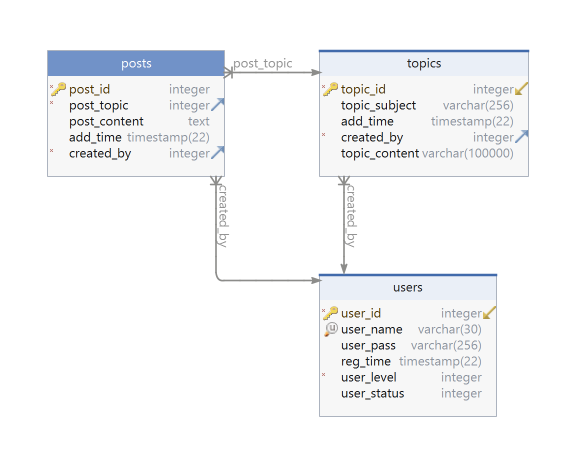 posts
post_id integer
post_topic integer
post_content text
add_time timestamp(22)
created_by integer
post_topic
topics
topic_id integer
topic_subject varchar(256)
add_time timestamp(22)
created_by integer
topic_content varchar(100000)
created_by
created_by
users
user_id integer
u user_name varchar(30)
user_pass varchar(256)
reg_time timestamp(22)
user_level integer
user_status integer